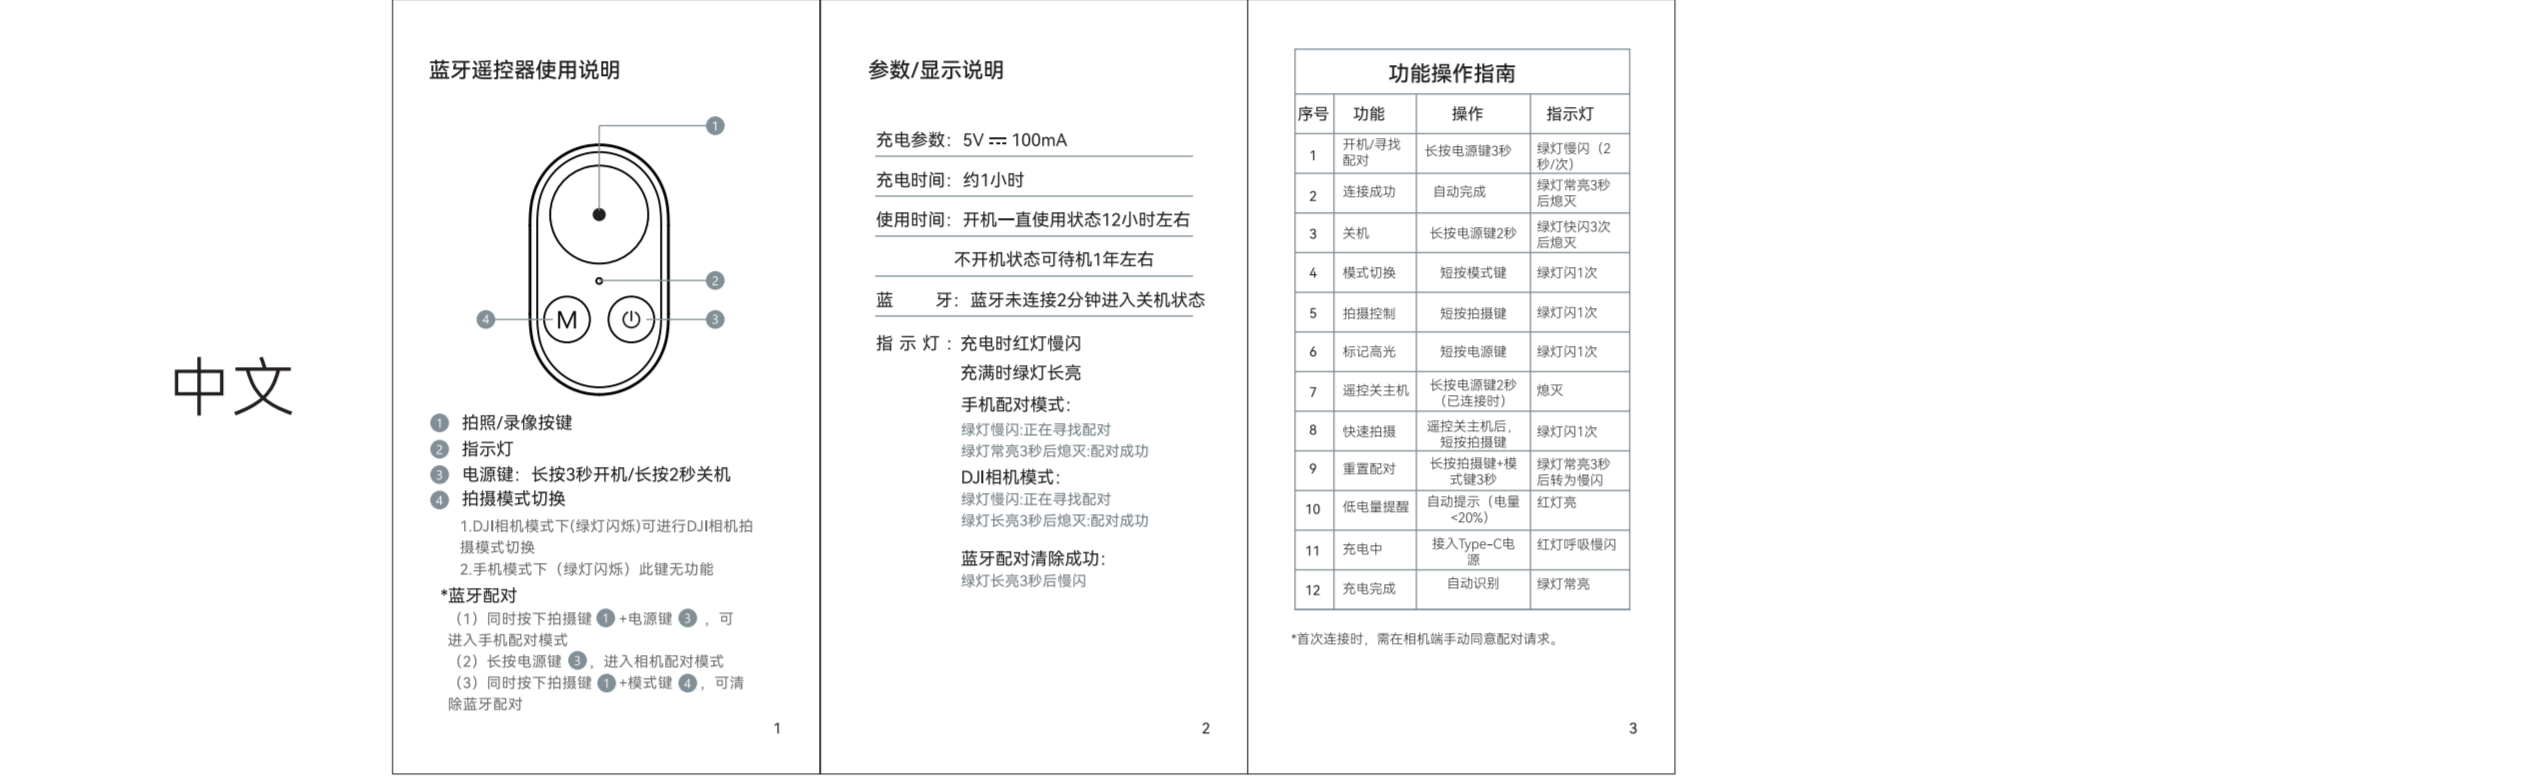 中文
蓝牙遥控器使用说明
1
2
4
M
3
1 拍照/录像按键
2 指示灯
3 电源键：长按3秒开机/长按2秒关机
4 拍摄模式切换
1.DJI相机模式下(绿灯闪烁)可进行DJI相机拍
摄模式切换
2.手机模式下（绿灯闪烁）此键无功能
*蓝牙配对
（1）同时按下拍摄键 1 +电源键 3 ，可
进入手机配对模式
（2）长按电源键 3 ，进入相机配对模式
（3）同时按下拍摄键 1 +模式键 4 ，可清
除蓝牙配对
1
参数/显示说明
充电参数：5V ⎓ 100mA
充电时间：约1小时
使用时间：开机一直使用状态12小时左右
不开机状态可待机1年左右
蓝 牙：蓝牙未连接2分钟进入关机状态
指 示 灯 ：充电时红灯慢闪
充满时绿灯长亮
手机配对模式：
绿灯慢闪:正在寻找配对
绿灯常亮3秒后熄灭:配对成功
DJI相机模式：
绿灯慢闪:正在寻找配对
绿灯长亮3秒后熄灭:配对成功
蓝牙配对清除成功：
绿灯长亮3秒后慢闪
2
功能操作指南
序号 功能 操作 指示灯
1 开机/寻找配对 长按电源键3秒 绿灯慢闪（2秒/次）
2 连接成功 自动完成 绿灯常亮3秒后熄灭
3 关机 长按电源键2秒 绿灯快闪3次后熄灭
4 模式切换 短按模式键 绿灯闪1次
5 拍摄控制 短按拍摄键 绿灯闪1次
6 标记高光 短按电源键 绿灯闪1次
7 遥控关主机 长按电源键2秒（已连接时） 熄灭
8 快速拍摄 遥控关主机后，短按拍摄键 绿灯闪1次
9 重置配对 长按拍摄键+模式键3秒 绿灯常亮3秒后转为慢闪
10 低电量提醒 自动提示（电量<20%） 红灯亮
11 充电中 接入Type-C电源 红灯呼吸慢闪
12 充电完成 自动识别 绿灯常亮
*首次连接时，需在相机端手动同意配对请求。
3